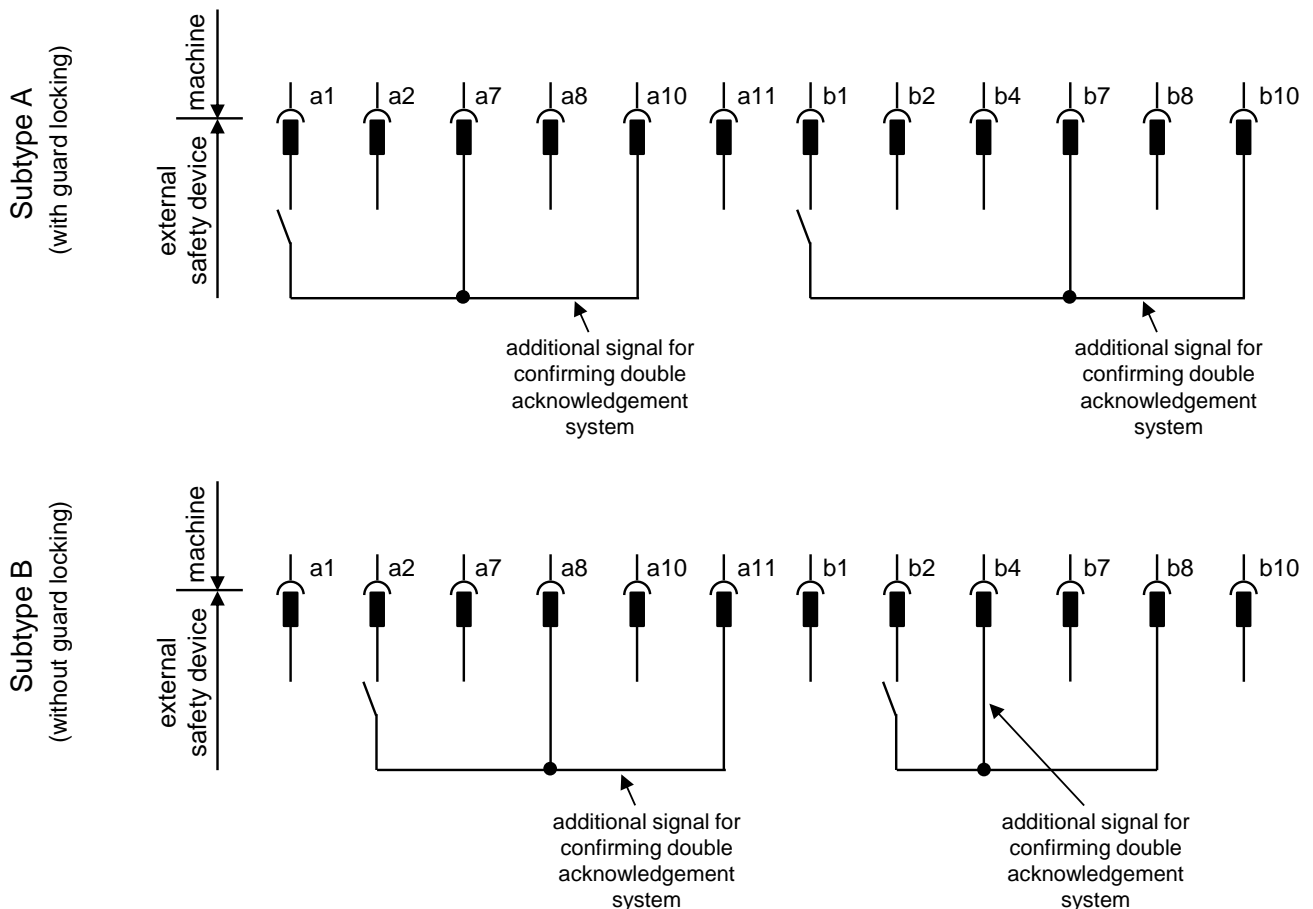 Subtype A
(with guard locking)
machine
external
safety device
a1
a2
a7
a8
a10
a11
b1
b2
b4
b7
b8
b10
additional signal for
confirming double
acknowledgement
system
additional signal for
confirming double
acknowledgement
system
Subtype B
(without guard locking)
machine
external
safety device
a1
a2
a7
a8
a10
a11
b1
b2
b4
b7
b8
b10
additional signal for
confirming double
acknowledgement
system
additional signal for
confirming double
acknowledgement
system